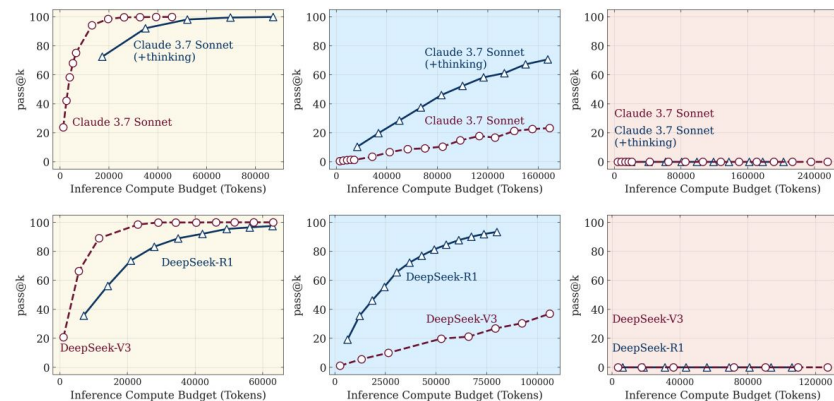 100
80
60
40
20
0
pass@k
Claude 3.7 Sonnet
(+thinking)
Claude 3.7 Sonnet
0 20000 40000 60000 80000
Inference Compute Budget (Tokens)
100
80
60
40
20
0
pass@k
Claude 3.7 Sonnet
(+thinking)
Claude 3.7 Sonnet
0 40000 80000 120000 160000
Inference Compute Budget (Tokens)
100
80
60
40
20
0
pass@k
Claude 3.7 Sonnet
Claude 3.7 Sonnet
(+thinking)
0 80000 160000 240000
Inference Compute Budget (Tokens)
100
80
60
40
20
0
pass@k
DeepSeek-R1
DeepSeek-V3
0 20000 40000 60000
Inference Compute Budget (Tokens)
100
80
60
40
20
0
pass@k
DeepSeek-R1
DeepSeek-V3
0 25000 50000 75000 100000
Inference Compute Budget (Tokens)
100
80
60
40
20
0
pass@k
DeepSeek-V3
DeepSeek-R1
0 40000 80000 120000
Inference Compute Budget (Tokens)